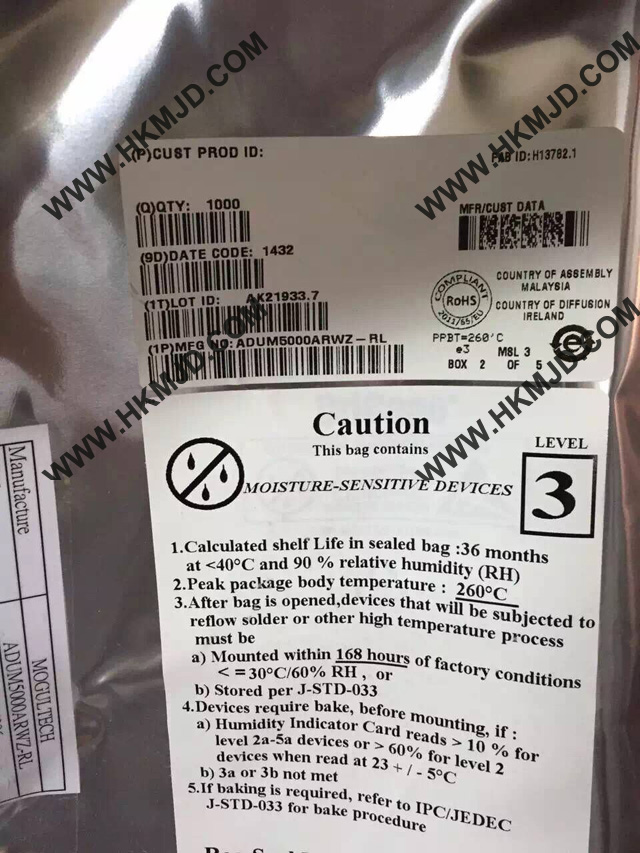 WWW.HKMJD.COM
WWW.HKMJD.COM
(P)CUST PROD ID:
H13762.1
(Q)QTY: 1000
MFR/CUST DATA
(9D)DATE CODE: 1432
(1T)LOT ID: AK21933.7
(1P)MFG NO: ADUM5000ARWZ-RL
COMPLIANT
RoHS
2011/65/EU
COUNTRY OF ASSEMBLY
MALAYSIA
COUNTRY OF DIFFUSION
IRELAND
PPBT=260'C
e3 MSL 3
BOX 2 OF 5
WWW.HKMJD.COM
WWW.HKMJD.COM
Caution
This bag contains
MOISTURE-SENSITIVE DEVICES
LEVEL
3
1.Calculated shelf Life in sealed bag :36 months
at <40°C and 90 % relative humidity (RH)
2.Peak package body temperature : 260°C
3.After bag is opened,devices that will be subjected to
reflow solder or other high temperature process
must be
a) Mounted within 168 hours of factory conditions
< = 30°C/60% RH , or
b) Stored per J-STD-033
4.Devices require bake, before mounting, if :
a) Humidity Indicator Card reads > 10 % for
level 2a-5a devices or > 60% for level 2
devices when read at 23 + / - 5°C
b) 3a or 3b not met
5.If baking is required, refer to IPC/JEDEC
J-STD-033 for bake procedure
Manufacture
MOGULTECH
ADUM5000ARWZ-RL